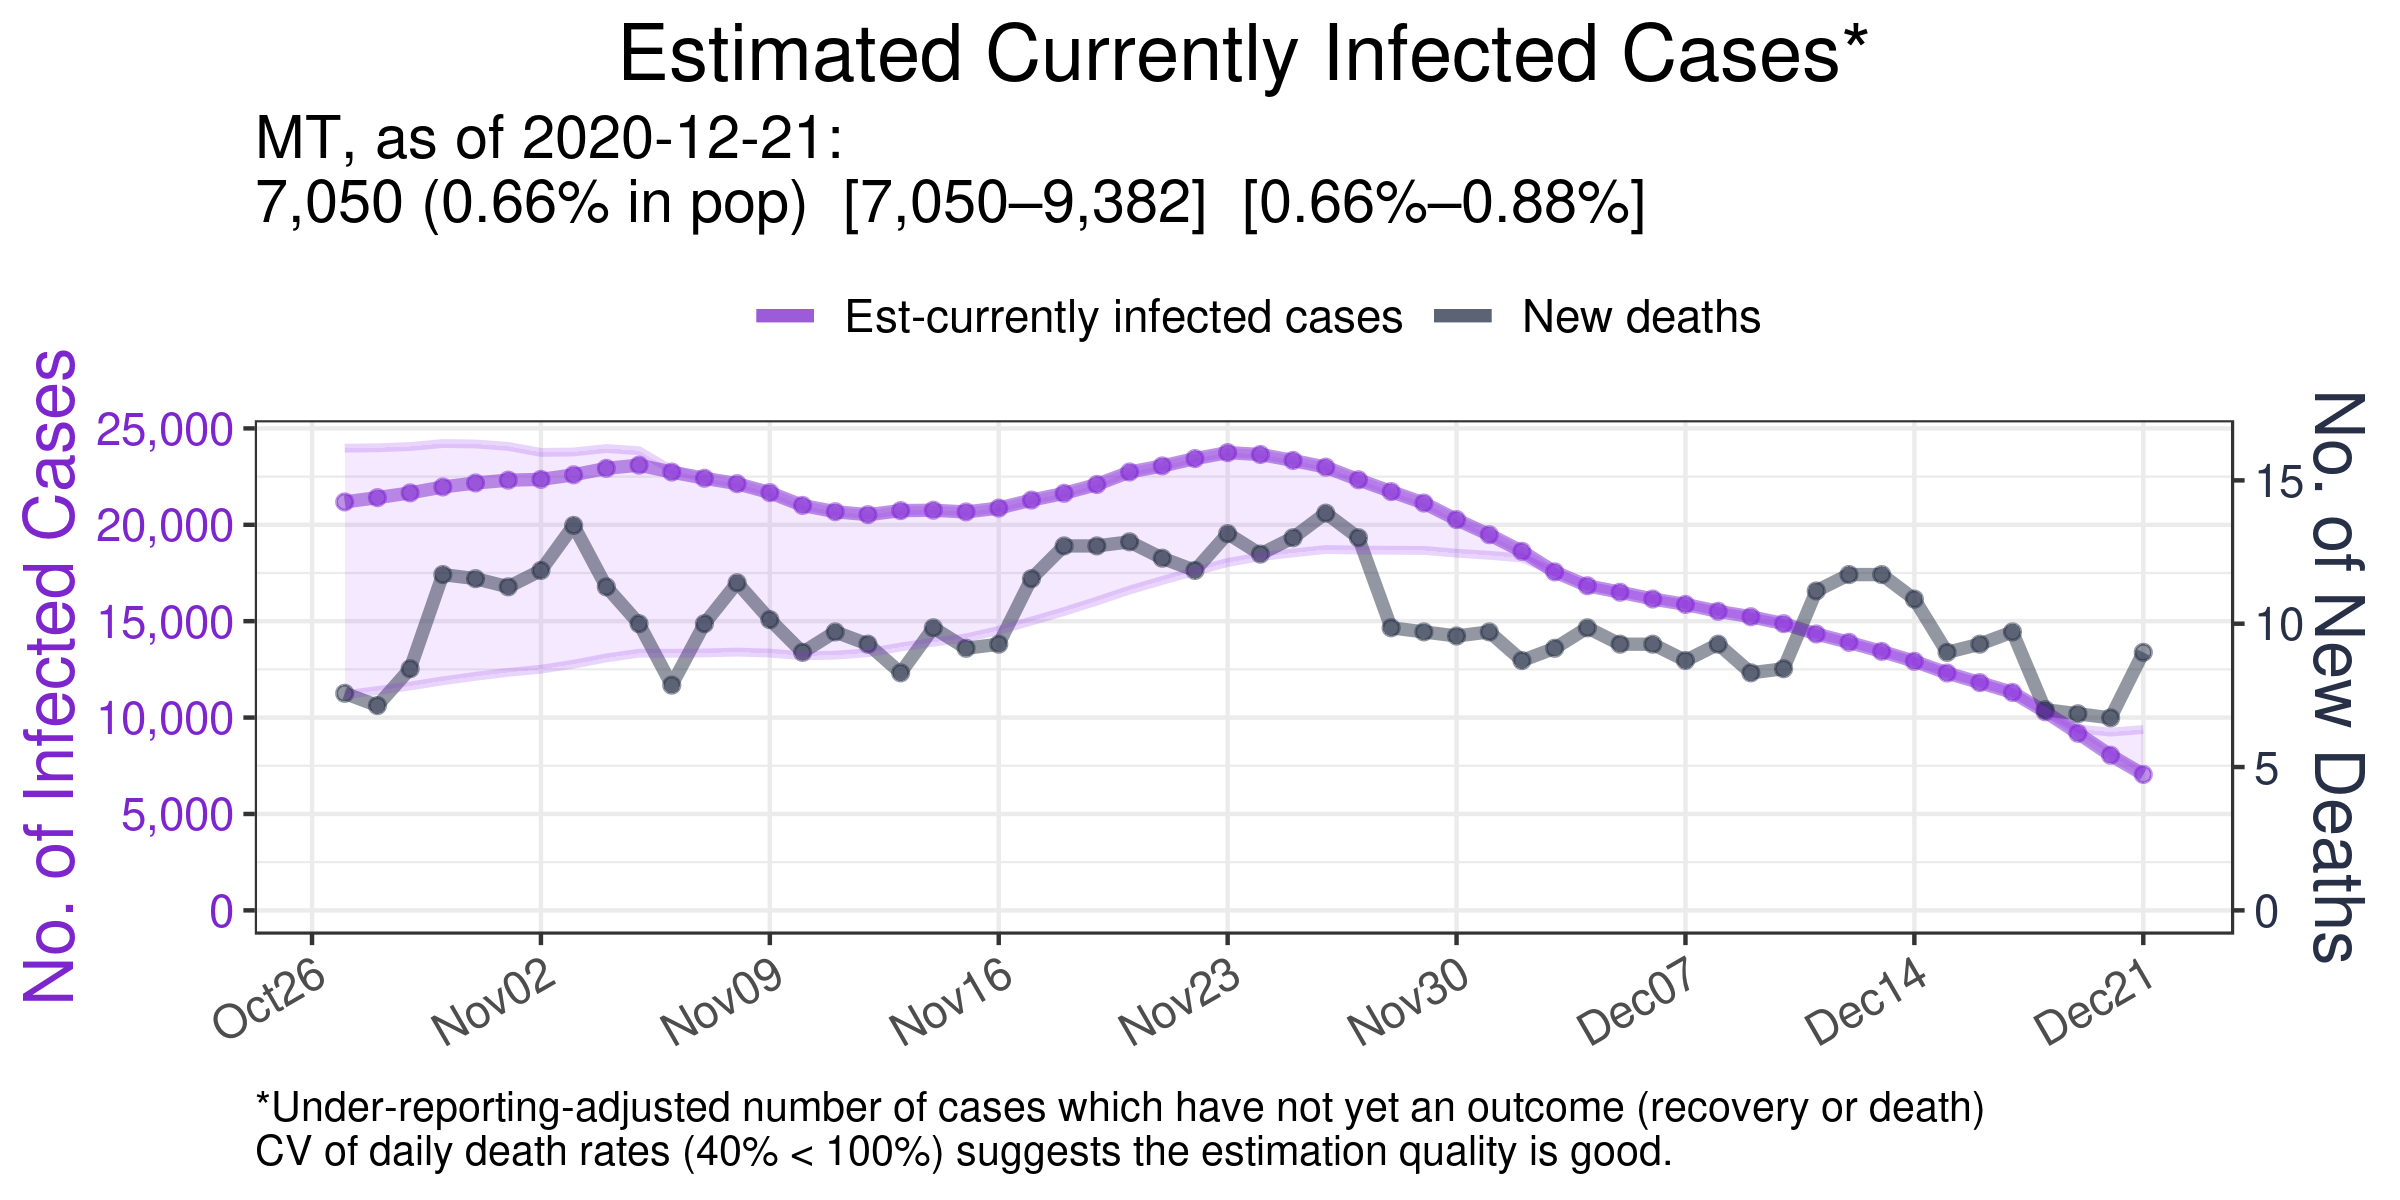 Estimated Currently Infected Cases*
MT, as of 2020-12-21:
7,050 (0.66% in pop)  [7,050–9,382]  [0.66%–0.88%]
Est-currently infected cases
New deaths
No. of Infected Cases
25,000
20,000
15,000
10,000
5,000
0
15
10
5
0
No. of New Deaths
Oct26
Nov02
Nov09
Nov16
Nov23
Nov30
Dec07
Dec14
Dec21
*Under-reporting-adjusted number of cases which have not yet an outcome (recovery or death)
CV of daily death rates (40% < 100%) suggests the estimation quality is good.